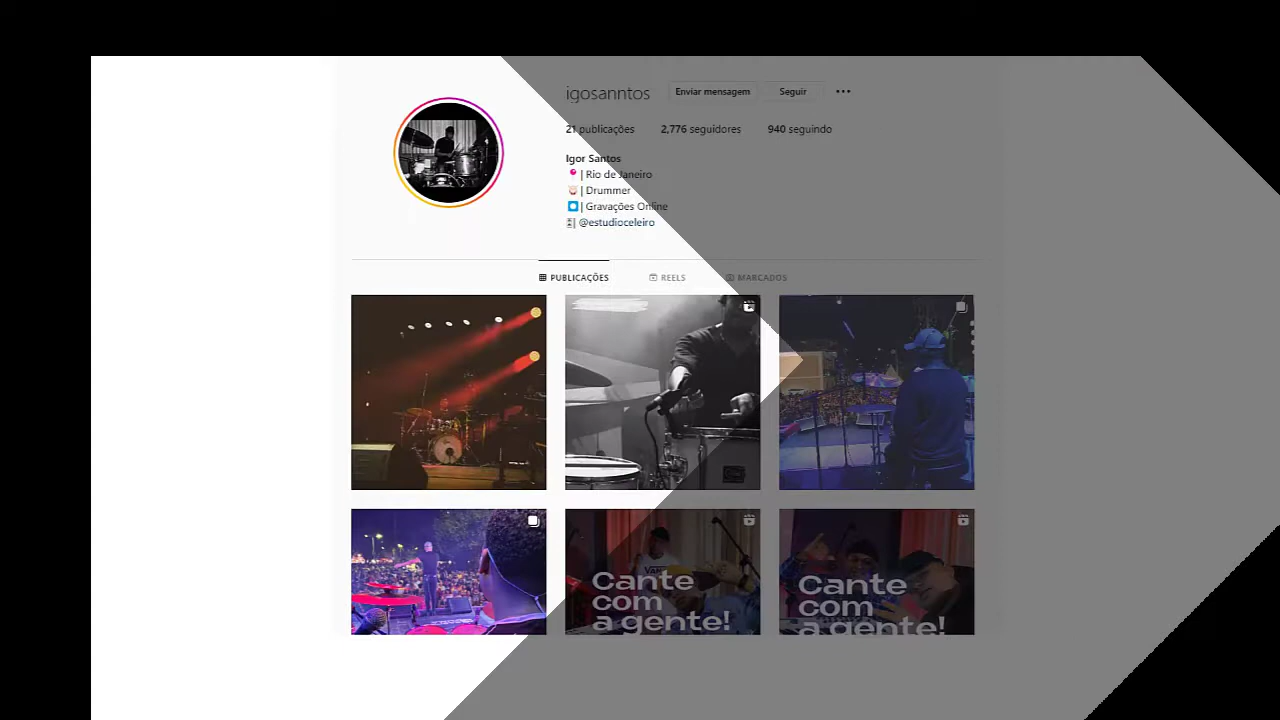 igosanntos Enviar mensagem Seguir
21 publicações 2,776 seguidores 940 seguindo
Igor Santos
| Rio de Janeiro
| Drummer
| Gravações Online
| @estudioceleiro
PUBLICAÇÕES REELS MARCADOS
Cante
com
a gente!
Cante
com
a gente!